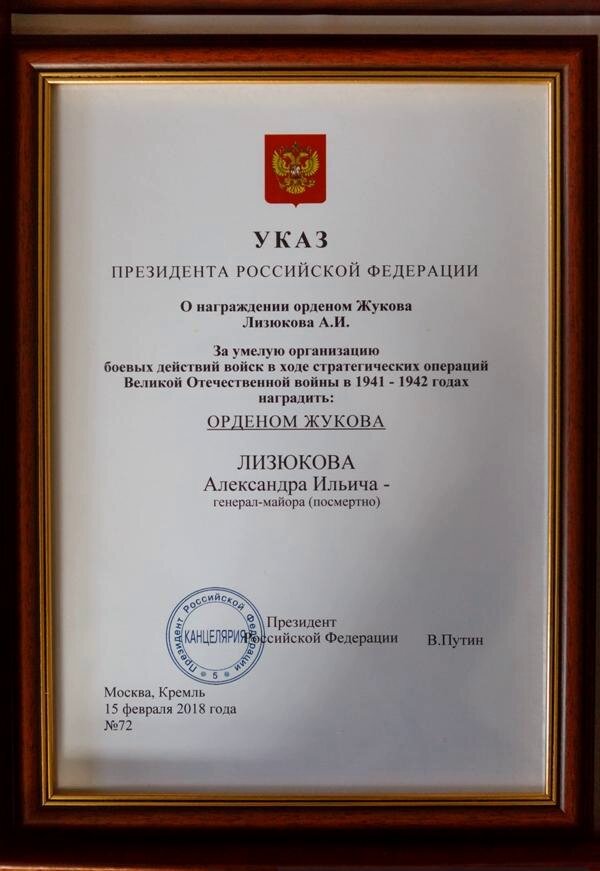 УКАЗ
ПРЕЗИДЕНТА РОССИЙСКОЙ ФЕДЕРАЦИИ
О награждении орденом Жукова
Лизюкова А.И.
За умелую организацию
боевых действий войск в ходе стратегических операций
Великой Отечественной войны в 1941 - 1942 годах
наградить:
ОРДЕНОМ ЖУКОВА
ЛИЗЮКОВА
Александра Ильича -
генерал-майора (посмертно)
Президент
Российской Федерации В.Путин
Президент Российской Федерации
КАНЦЕЛЯРИЯ
5
Москва, Кремль
15 февраля 2018 года
№72